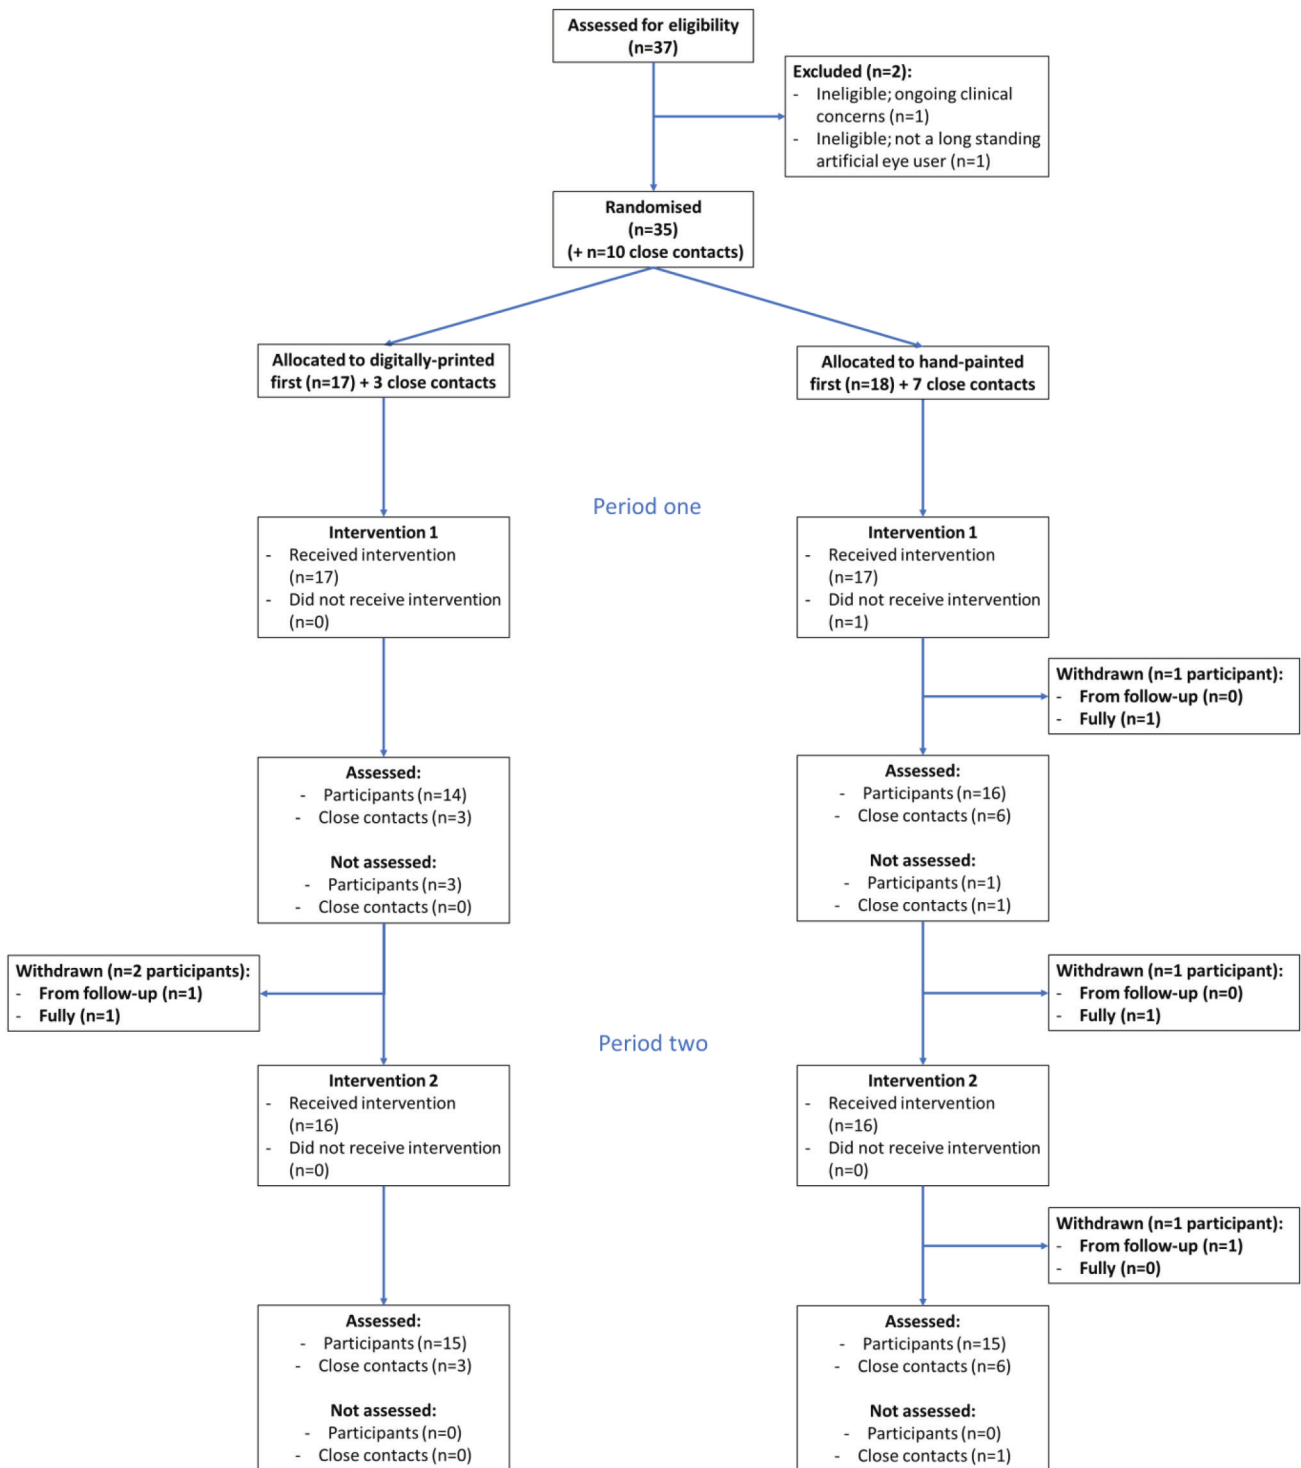 Assessed for eligibility
(n=37)
Excluded (n=2):
- Ineligible; ongoing clinical
concerns (n=1)
- Ineligible; not a long standing
artificial eye user (n=1)
Randomised
(n=35)
(+ n=10 close contacts)
Allocated to digitally-printed
first (n=17) + 3 close contacts
Allocated to hand-painted
first (n=18) + 7 close contacts
Period one
Intervention 1
- Received intervention
(n=17)
- Did not receive intervention
(n=0)
Intervention 1
- Received intervention
(n=17)
- Did not receive intervention
(n=1)
Withdrawn (n=1 participant):
- From follow-up (n=0)
- Fully (n=1)
Assessed:
- Participants (n=14)
- Close contacts (n=3)
Not assessed:
- Participants (n=3)
- Close contacts (n=0)
Assessed:
- Participants (n=16)
- Close contacts (n=6)
Not assessed:
- Participants (n=1)
- Close contacts (n=1)
Withdrawn (n=2 participants):
- From follow-up (n=1)
- Fully (n=1)
Withdrawn (n=1 participant):
- From follow-up (n=0)
- Fully (n=1)
Period two
Intervention 2
- Received intervention
(n=16)
- Did not receive intervention
(n=0)
Intervention 2
- Received intervention
(n=16)
- Did not receive intervention
(n=0)
Withdrawn (n=1 participant):
- From follow-up (n=1)
- Fully (n=0)
Assessed:
- Participants (n=15)
- Close contacts (n=3)
Not assessed:
- Participants (n=0)
- Close contacts (n=0)
Assessed:
- Participants (n=15)
- Close contacts (n=6)
Not assessed:
- Participants (n=0)
- Close contacts (n=1)